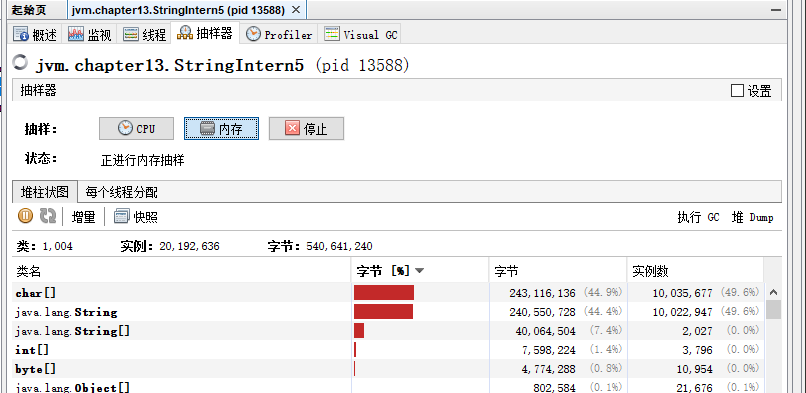 起始页 jvm.chapter13.StringIntern5 (pid 13588)
概述 监视 线程 抽样器 Profiler Visual GC
jvm.chapter13.StringIntern5 (pid 13588)
抽样器 设置
抽样: CPU 内存 停止
状态: 正进行内存抽样
堆柱状图 每个线程分配
增量 快照 执行 GC 堆 Dump
类: 1,004 实例: 20,192,636 字节: 540,641,240
类名 字节 [%] 字节 实例数
char[] 243,116,136 (44.9%) 10,035,677 (49.6%)
java.lang.String 240,550,728 (44.4%) 10,022,947 (49.6%)
java.lang.String[] 40,064,504 (7.4%) 2,027 (0.0%)
int[] 7,598,224 (1.4%) 3,796 (0.0%)
byte[] 4,774,288 (0.8%) 10,954 (0.0%)
java.lang.Object[] 802,584 (0.1%) 21,676 (0.1%)